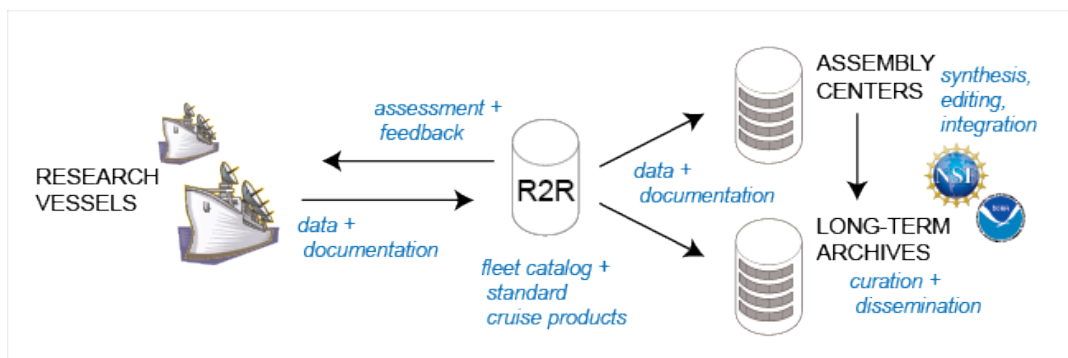 RESEARCH
VESSELS
assessment +
feedback
data +
documentation
R2R
fleet catalog +
standard
cruise products
data +
documentation
ASSEMBLY
CENTERS
synthesis,
editing,
integration
NSF
LONG-TERM
ARCHIVES
curation +
dissemination